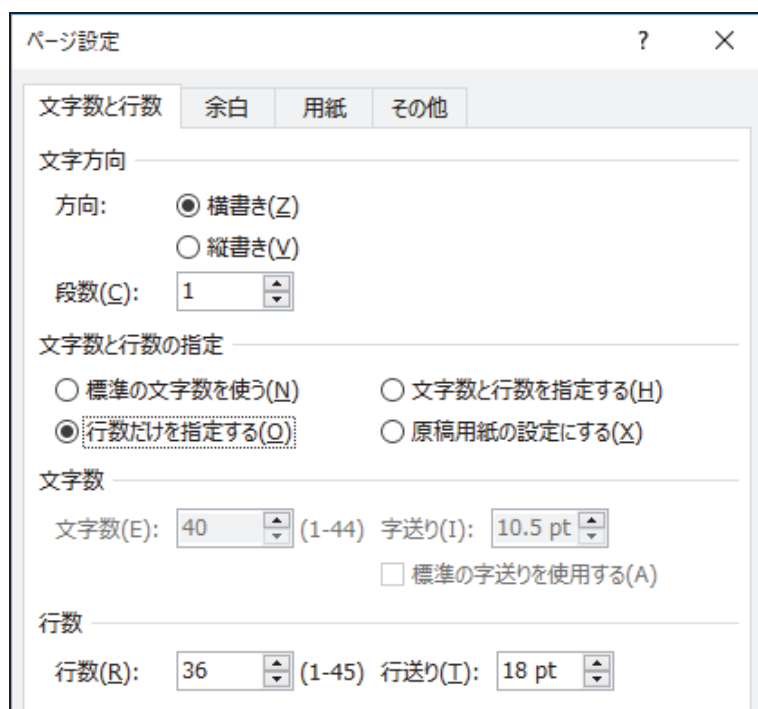 ページ設定 ? ×
文字数と行数 余白 用紙 その他
文字方向
方向: 横書き(Z)
縦書き(V)
段数(C): 1
文字数と行数の指定
標準の文字数を使う(N) 文字数と行数を指定する(H)
行数だけを指定する(O) 原稿用紙の設定にする(X)
文字数
文字数(E): 40 (1-44) 字送り(I): 10.5 pt
標準の字送りを使用する(A)
行数
行数(R): 36 (1-45) 行送り(T): 18 pt